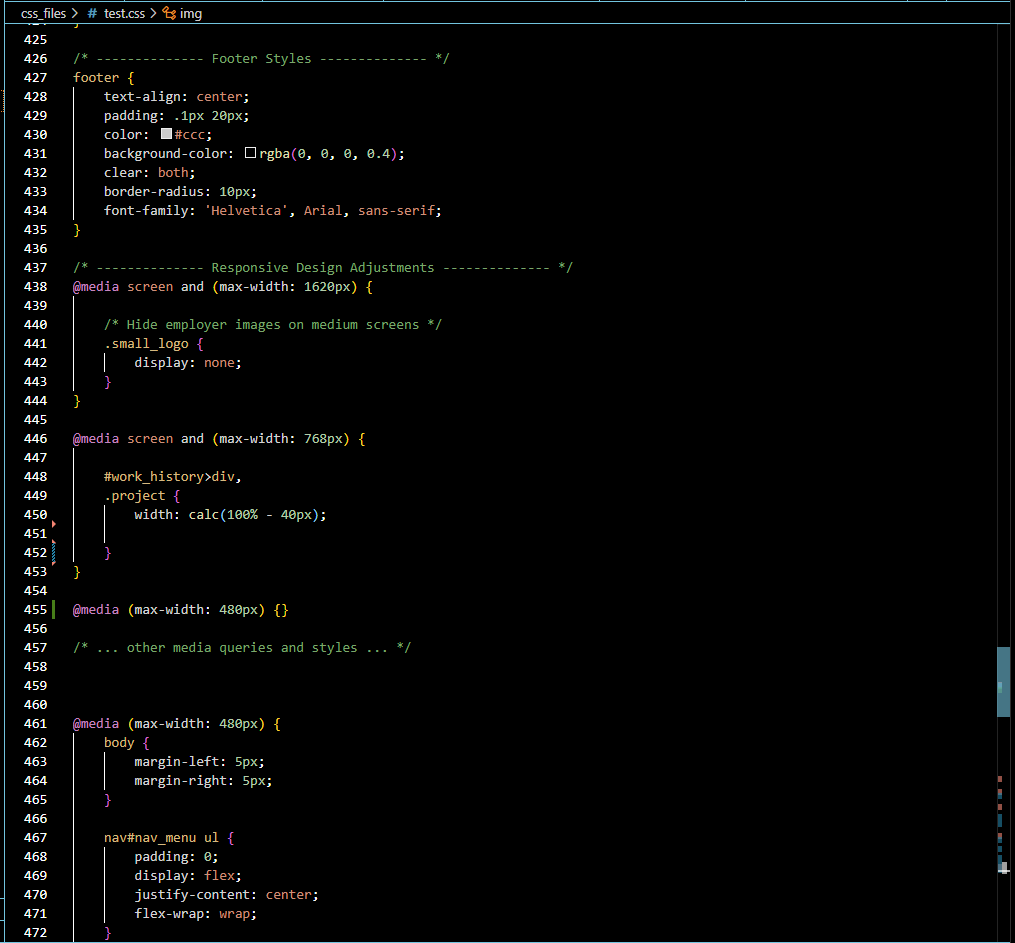 css_files > # test.css > img
424 }
425
426 /* -------------- Footer Styles -------------- */
427 footer {
428     text-align: center;
429     padding: .1px 20px;
430     color: #ccc;
431     background-color: rgba(0, 0, 0, 0.4);
432     clear: both;
433     border-radius: 10px;
434     font-family: 'Helvetica', Arial, sans-serif;
435 }
436
437 /* -------------- Responsive Design Adjustments -------------- */
438 @media screen and (max-width: 1620px) {
439
440     /* Hide employer images on medium screens */
441     .small_logo {
442         display: none;
443     }
444 }
445
446 @media screen and (max-width: 768px) {
447
448     #work_history>div,
449     .project {
450         width: calc(100% - 40px);
451
452     }
453 }
454
455 @media (max-width: 480px) {}
456
457 /* ... other media queries and styles ... */
458
459
460
461 @media (max-width: 480px) {
462     body {
463         margin-left: 5px;
464         margin-right: 5px;
465     }
466
467     nav#nav_menu ul {
468         padding: 0;
469         display: flex;
470         justify-content: center;
471         flex-wrap: wrap;
472     }